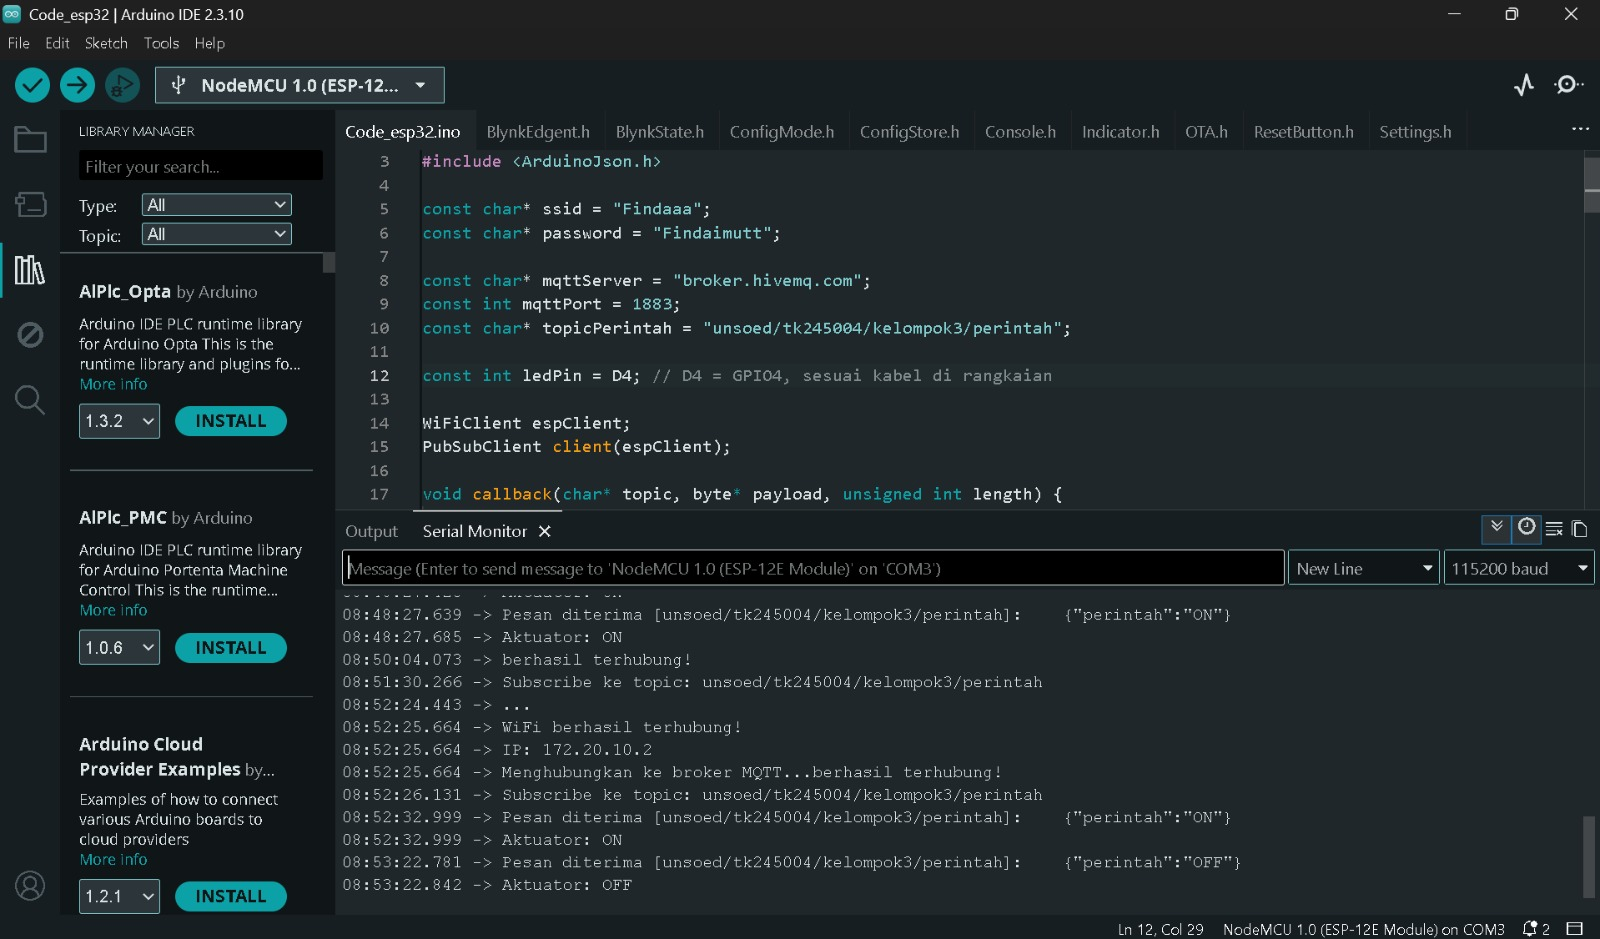 Code_esp32 | Arduino IDE 2.3.10
File Edit Sketch Tools Help
NodeMCU 1.0 (ESP-12...
LIBRARY MANAGER
Filter your search...
Type: All
Topic: All
AIPlc_Opta by Arduino
Arduino IDE PLC runtime library
for Arduino Opta This is the
runtime library and plugins fo...
More info
1.3.2 INSTALL
AIPlc_PMC by Arduino
Arduino IDE PLC runtime library
for Arduino Portenta Machine
Control This is the runtime...
More info
1.0.6 INSTALL
Arduino Cloud
Provider Examples by...
Examples of how to connect
various Arduino boards to
cloud providers
More info
1.2.1 INSTALL
Code_esp32.ino BlynkEdgent.h BlynkState.h ConfigMode.h ConfigStore.h Console.h Indicator.h OTA.h ResetButton.h Settings.h
3 #include <ArduinoJson.h>
4
5 const char* ssid = "Findaaa";
6 const char* password = "Findaimutt";
7
8 const char* mqttServer = "broker.hivemq.com";
9 const int mqttPort = 1883;
10 const char* topicPerintah = "unsoed/tk245004/kelompok3/perintah";
11
12 const int ledPin = D4; // D4 = GPIO4, sesuai kabel di rangkaian
13
14 WiFiClient espClient;
15 PubSubClient client(espClient);
16
17 void callback(char* topic, byte* payload, unsigned int length) {
Output Serial Monitor
Message (Enter to send message to 'NodeMCU 1.0 (ESP-12E Module)' on 'COM3') New Line 115200 baud
08:48:27.639 -> Pesan diterima [unsoed/tk245004/kelompok3/perintah]: {"perintah":"ON"}
08:48:27.685 -> Aktuator: ON
08:50:04.073 -> berhasil terhubung!
08:51:30.266 -> Subscribe ke topic: unsoed/tk245004/kelompok3/perintah
08:52:24.443 -> ...
08:52:25.664 -> WiFi berhasil terhubung!
08:52:25.664 -> IP: 172.20.10.2
08:52:25.664 -> Menghubungkan ke broker MQTT...berhasil terhubung!
08:52:26.131 -> Subscribe ke topic: unsoed/tk245004/kelompok3/perintah
08:52:32.999 -> Pesan diterima [unsoed/tk245004/kelompok3/perintah]: {"perintah":"ON"}
08:52:32.999 -> Aktuator: ON
08:53:22.781 -> Pesan diterima [unsoed/tk245004/kelompok3/perintah]: {"perintah":"OFF"}
08:53:22.842 -> Aktuator: OFF
Ln 12, Col 29 NodeMCU 1.0 (ESP-12E Module) on COM3 2